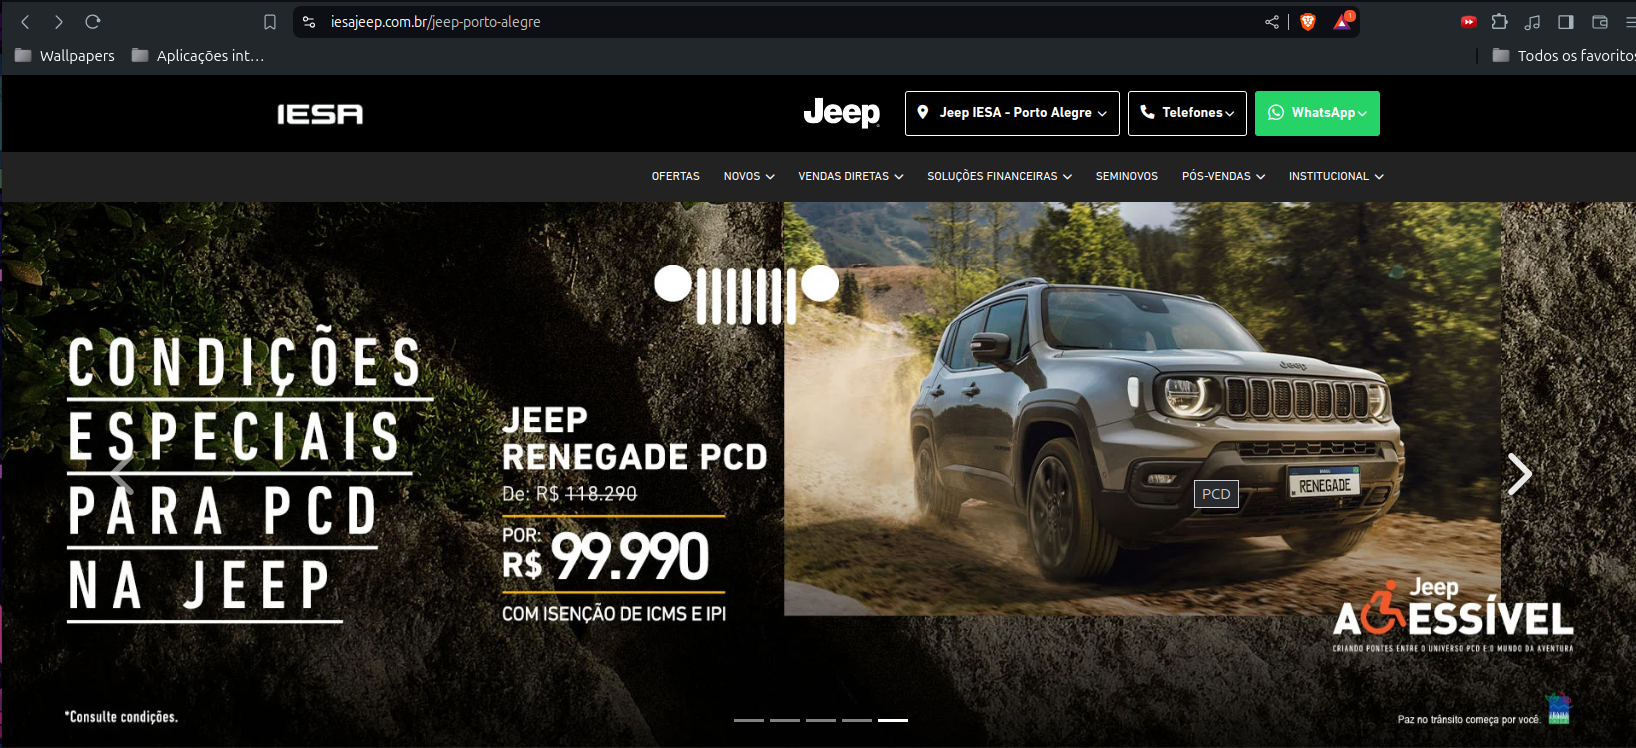 iesajeep.com.br/jeep-porto-alegre
1
Wallpapers
Aplicações int...
Todos os favoritos
IESA
Jeep
Jeep IESA - Porto Alegre
Telefones
WhatsApp
OFERTAS
NOVOS
VENDAS DIRETAS
SOLUÇÕES FINANCEIRAS
SEMINOVOS
PÓS-VENDAS
INSTITUCIONAL
CONDIÇÕES
ESPECIAIS
PARA PCD
NA JEEP
JEEP
RENEGADE PCD
De: R$ 118.290
POR:
R$ 99.990
COM ISENÇÃO DE ICMS E IPI
Jeep
BRASIL
RENEGADE
PCD
Jeep
ACESSÍVEL
CRIANDO PONTES ENTRE O UNIVERSO PCD E O MUNDO DA AVENTURA
*Consulte condições.
Paz no trânsito começa por você.